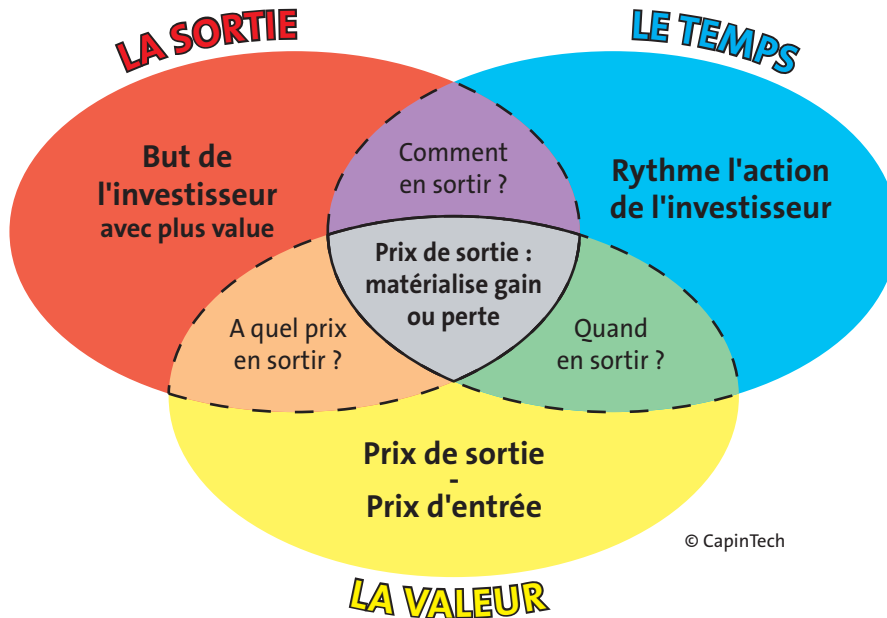 LA SORTIE
LE TEMPS
But de
l'investisseur
avec plus value
Comment
en sortir ?
Rythme l'action
de l'investisseur
Prix de sortie :
matérialise gain
ou perte
A quel prix
en sortir ?
Quand
en sortir ?
Prix de sortie
-
Prix d'entrée
© CapinTech
LA VALEUR